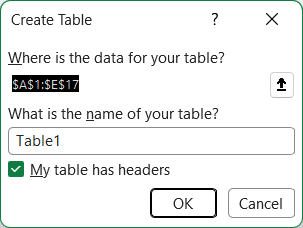 Create Table ?
Where is the data for your table?
$A$1:$E$17
What is the name of your table?
Table1
My table has headers
OK Cancel